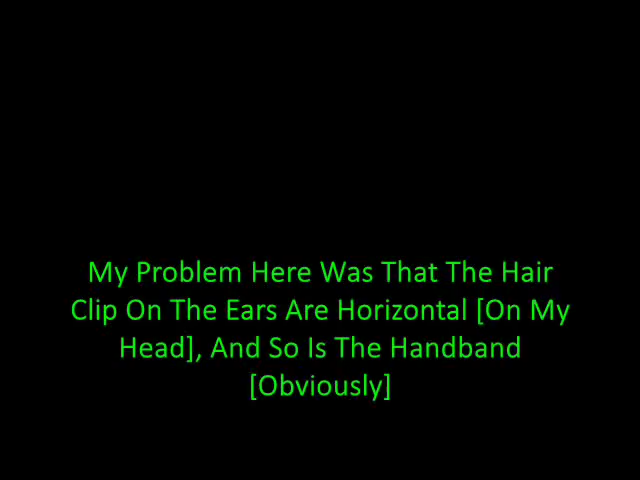 My Problem Here Was That The Hair
Clip On The Ears Are Horizontal [On My
Head], And So Is The Handband
[Obviously]